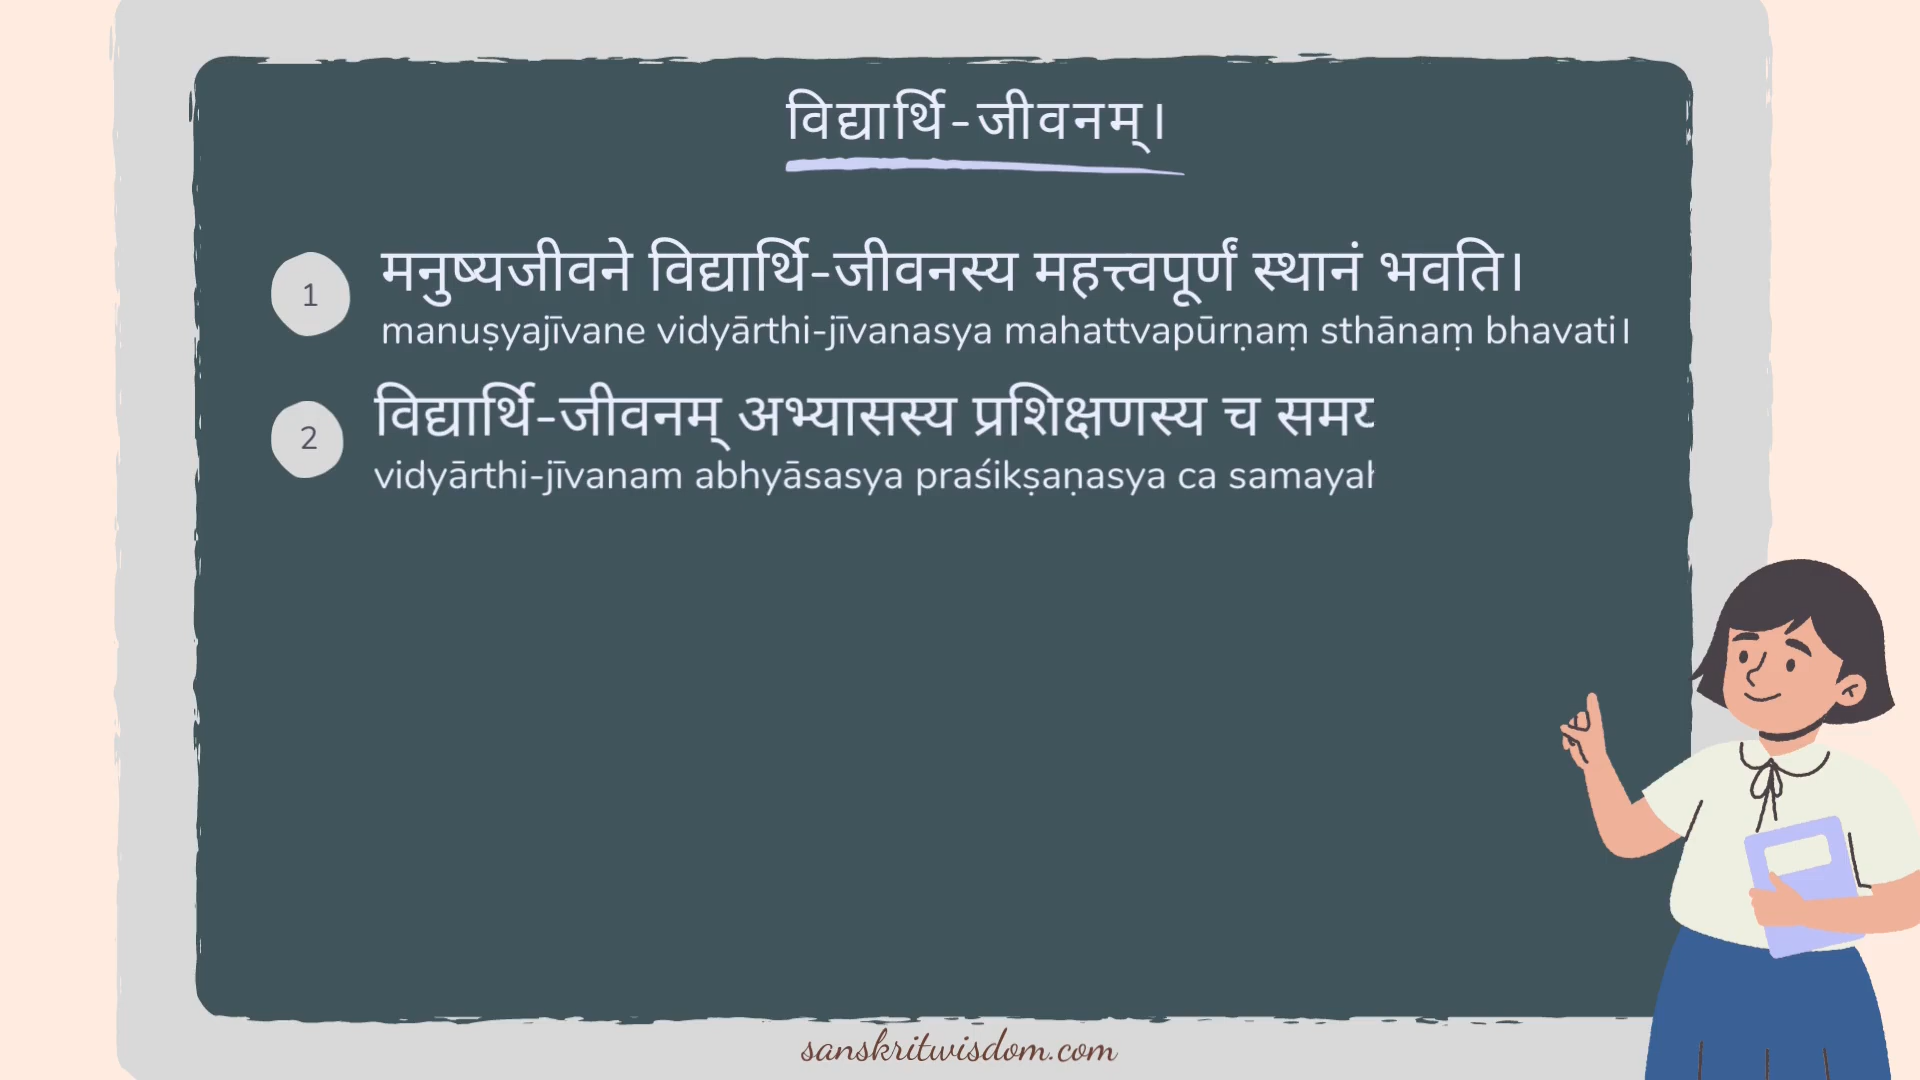 विद्यार्थि-जीवनम्।
1
मनुष्यजीवने विद्यार्थि-जीवनस्य महत्त्वपूर्णं स्थानं भवति।
manuṣyajīvane vidyārthi-jīvanasya mahattvapūrṇaṃ sthānaṃ bhavati।
2
विद्यार्थि-जीवनम् अभ्यासस्य प्रशिक्षणस्य च
vidyārthi-jīvanam abhyāsasya praśikṣaṇasya ca
sanskritwisdom.com